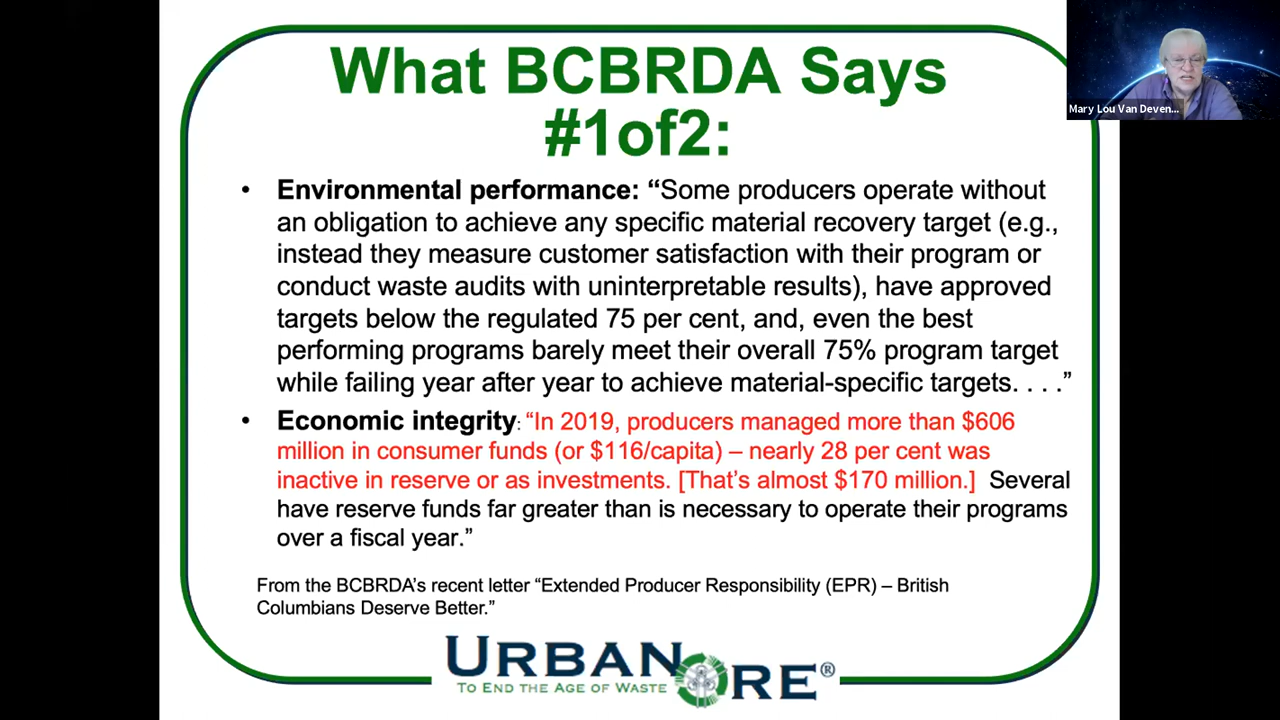 What BCBRDA Says
#1of2:
Mary Lou Van Deven...
• Environmental performance: “Some producers operate without
an obligation to achieve any specific material recovery target (e.g.,
instead they measure customer satisfaction with their program or
conduct waste audits with uninterpretable results), have approved
targets below the regulated 75 per cent, and, even the best
performing programs barely meet their overall 75% program target
while failing year after year to achieve material-specific targets. . . .”
• Economic integrity: “In 2019, producers managed more than $606
million in consumer funds (or $116/capita) – nearly 28 per cent was
inactive in reserve or as investments. [That’s almost $170 million.] Several
have reserve funds far greater than is necessary to operate their programs
over a fiscal year.”
From the BCBRDA’s recent letter “Extended Producer Responsibility (EPR) – British
Columbians Deserve Better.”
URBAN ORE®
TO END THE AGE OF WASTE